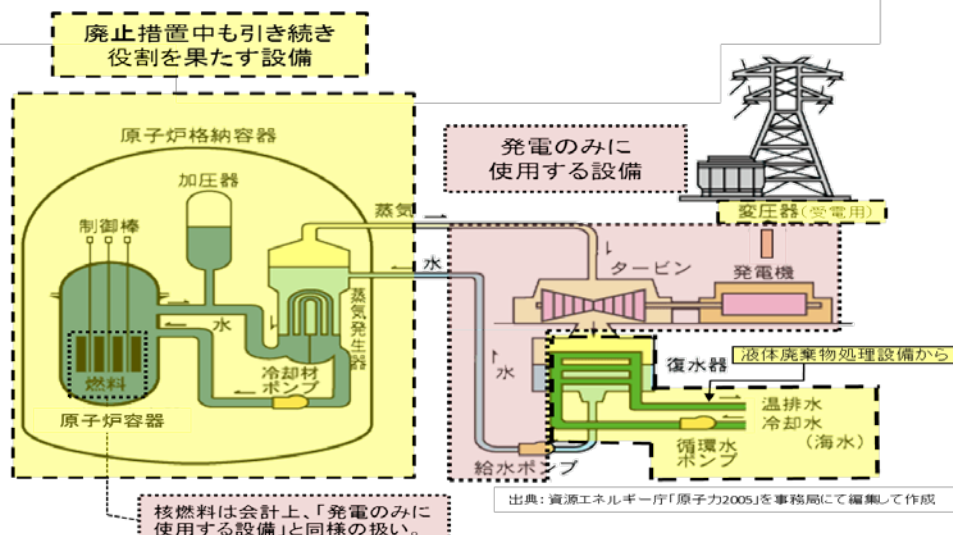 廃止措置中も引き続き
役割を果たす設備
原子炉格納容器
加圧器
制御棒
蒸気
水
発電のみに
使用する設備
変圧器(受電用)
タービン
発電機
水
蒸気発生器
冷却材
ポンプ
燃料
原子炉容器
水
復水器
液体廃棄物処理設備から
温排水
冷却水
(海水)
循環水
ポンプ
給水ポンプ
出典:資源エネルギー庁「原子力2005」を事務局にて編集して作成
核燃料は会計上、「発電のみに
使用する設備」と同様の扱い。